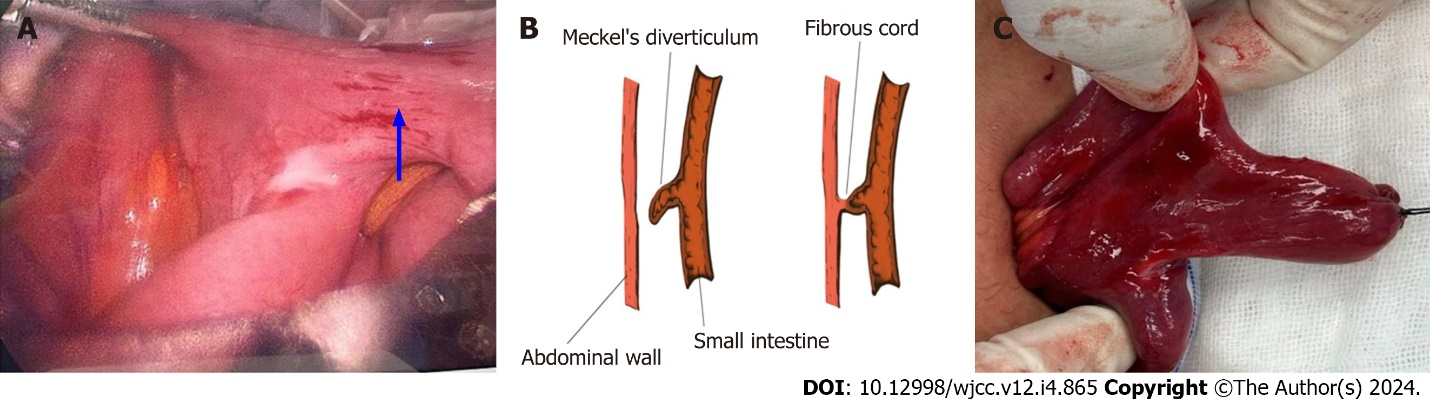 A
B
C
Meckel's diverticulum
Fibrous cord
Abdominal wall
Small intestine
DOI: 10.12998/wjcc.v12.i4.865 Copyright ©The Author(s) 2024.